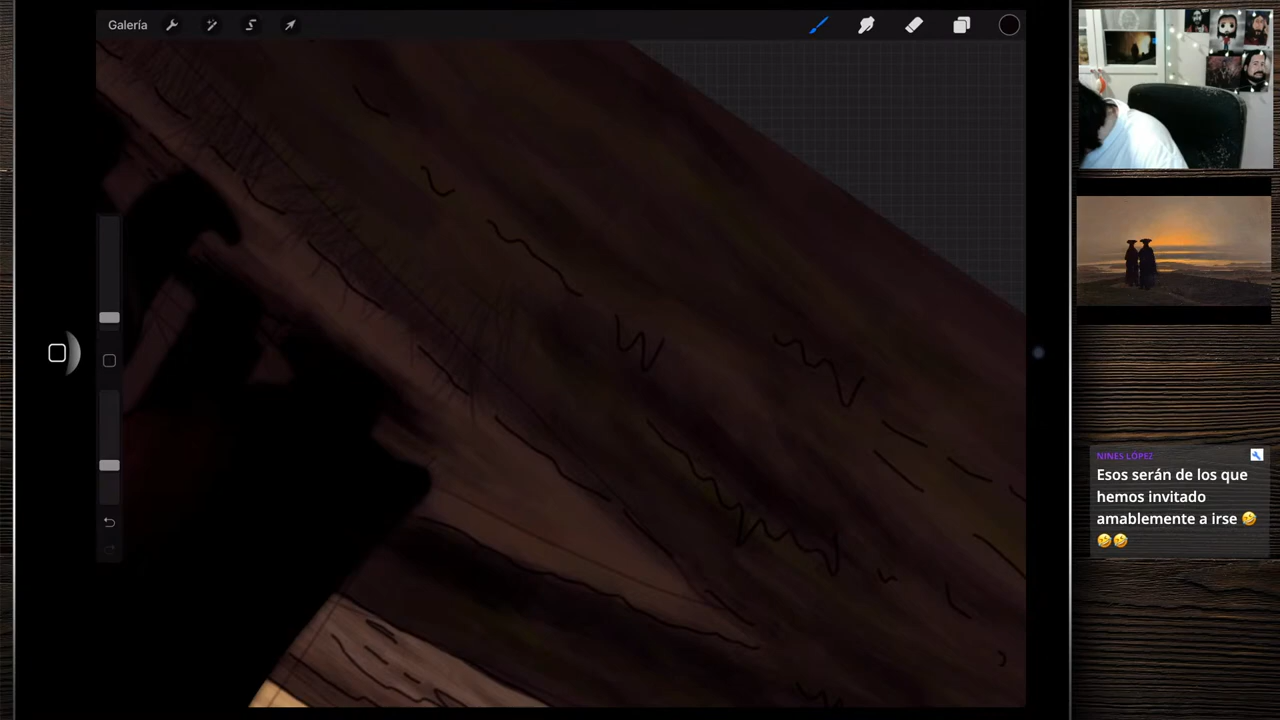 Galería
NINES LÓPEZ
Esos serán de los que
hemos invitado
amablemente a irse 🤣
🤣🤣